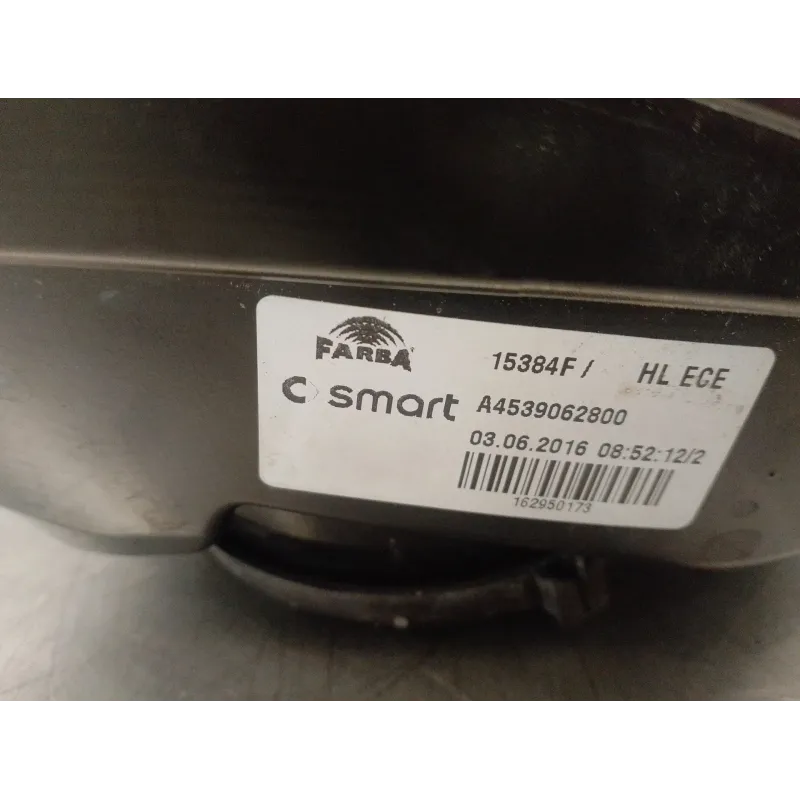 FARBA 15384F / HL ECE
smart A4539062800
03.06.2016 08:52:12/2
162950173